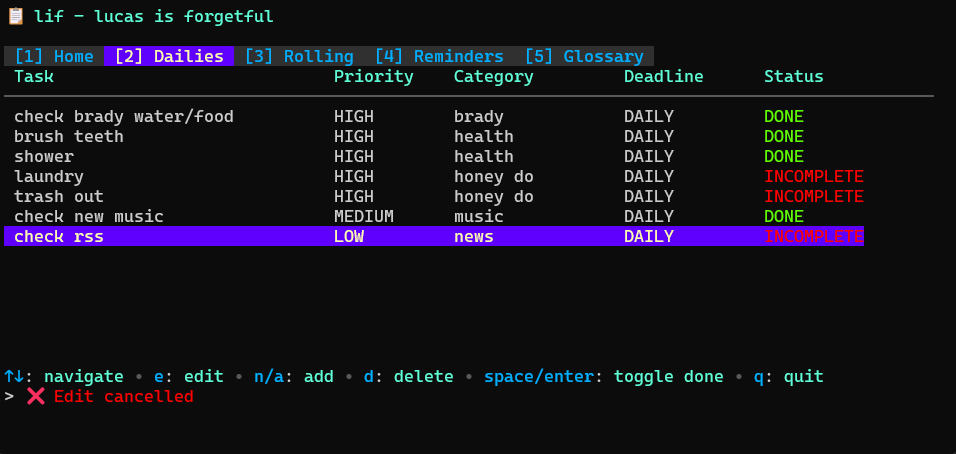 📋 lif - lucas is forgetful
[1] Home [2] Dailies [3] Rolling [4] Reminders [5] Glossary
Task Priority Category Deadline Status
check brady water/food HIGH brady DAILY DONE
brush teeth HIGH health DAILY DONE
shower HIGH health DAILY DONE
laundry HIGH honey do DAILY INCOMPLETE
trash out HIGH honey do DAILY INCOMPLETE
check new music MEDIUM music DAILY DONE
check rss LOW news DAILY INCOMPLETE
↑↓: navigate • e: edit • n/a: add • d: delete • space/enter: toggle done • q: quit
> ❌ Edit cancelled